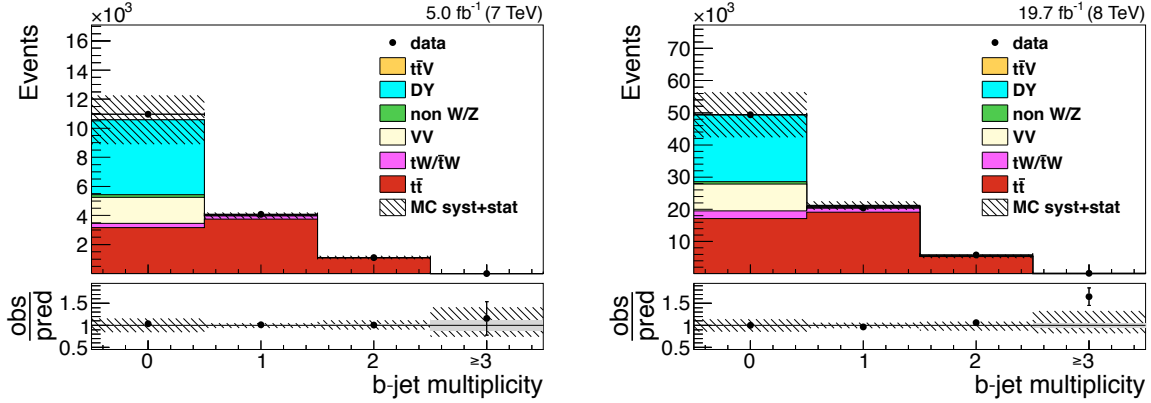 ×10³ 5.0 fb⁻¹ (7 TeV)
Events
16
14
12
10
8
6
4
2
data
tt̄V
DY
non W/Z
VV
tW/t̄W
tt̄
MC syst+stat
obs
pred
1.5
1
0.5
0 1 2 ≥3
b-jet multiplicity
×10³ 19.7 fb⁻¹ (8 TeV)
Events
70
60
50
40
30
20
10
data
tt̄V
DY
non W/Z
VV
tW/t̄W
tt̄
MC syst+stat
obs
pred
1.5
1
0.5
0 1 2 ≥3
b-jet multiplicity